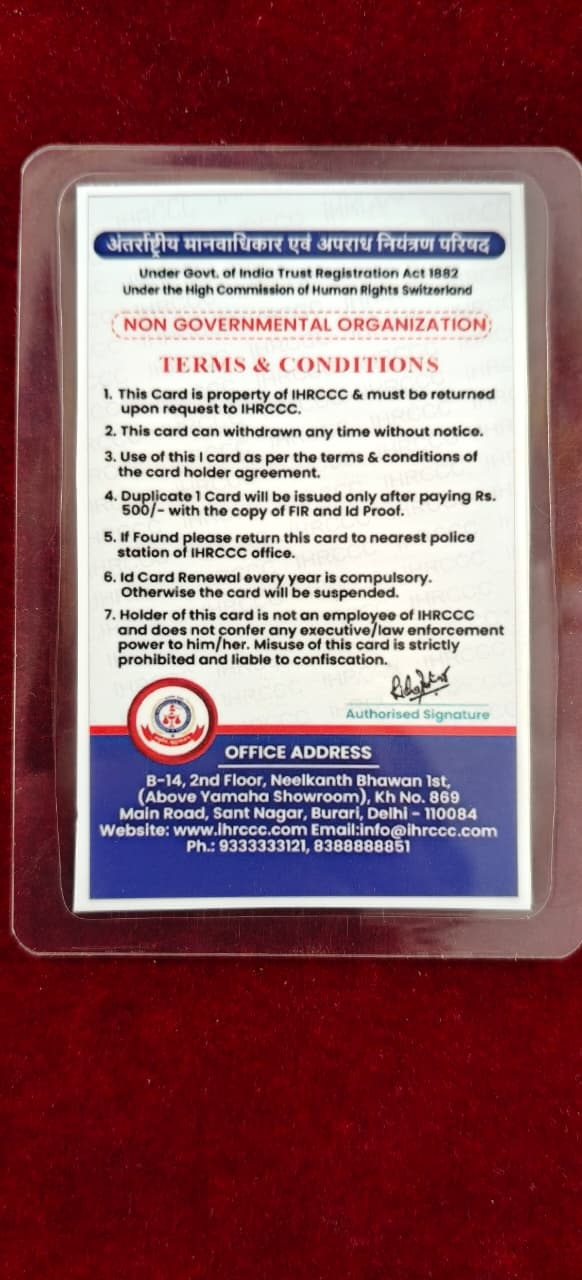 अंतर्राष्ट्रीय मानवाधिकार एवं अपराध नियंत्रण परिषद
Under Govt. of India Trust Registration Act 1882
Under the High Commission of Human Rights Switzerland
NON GOVERNMENTAL ORGANIZATION
TERMS & CONDITIONS
1. This Card is property of IHRCCC & must be returned
upon request to IHRCCC.
2. This card can withdrawn any time without notice.
3. Use of this I card as per the terms & conditions of
the card holder agreement.
4. Duplicate 1 Card will be issued only after paying Rs.
500/- with the copy of FIR and Id Proof.
5. If Found please return this card to nearest police
station of IHRCCC office.
6. Id Card Renewal every year is compulsory.
Otherwise the card will be suspended.
7. Holder of this card is not an employee of IHRCCC
and does not confer any executive/law enforcement
power to him/her. Misuse of this card is strictly
prohibited and liable to confiscation.
Authorised Signature
OFFICE ADDRESS
B-14, 2nd Floor, Neelkanth Bhawan 1st,
(Above Yamaha Showroom), Kh No. 869
Main Road, Sant Nagar, Burari, Delhi - 110084
Website: www.ihrccc.com Email:info@ihrccc.com
Ph.: 9333333121, 8388888851